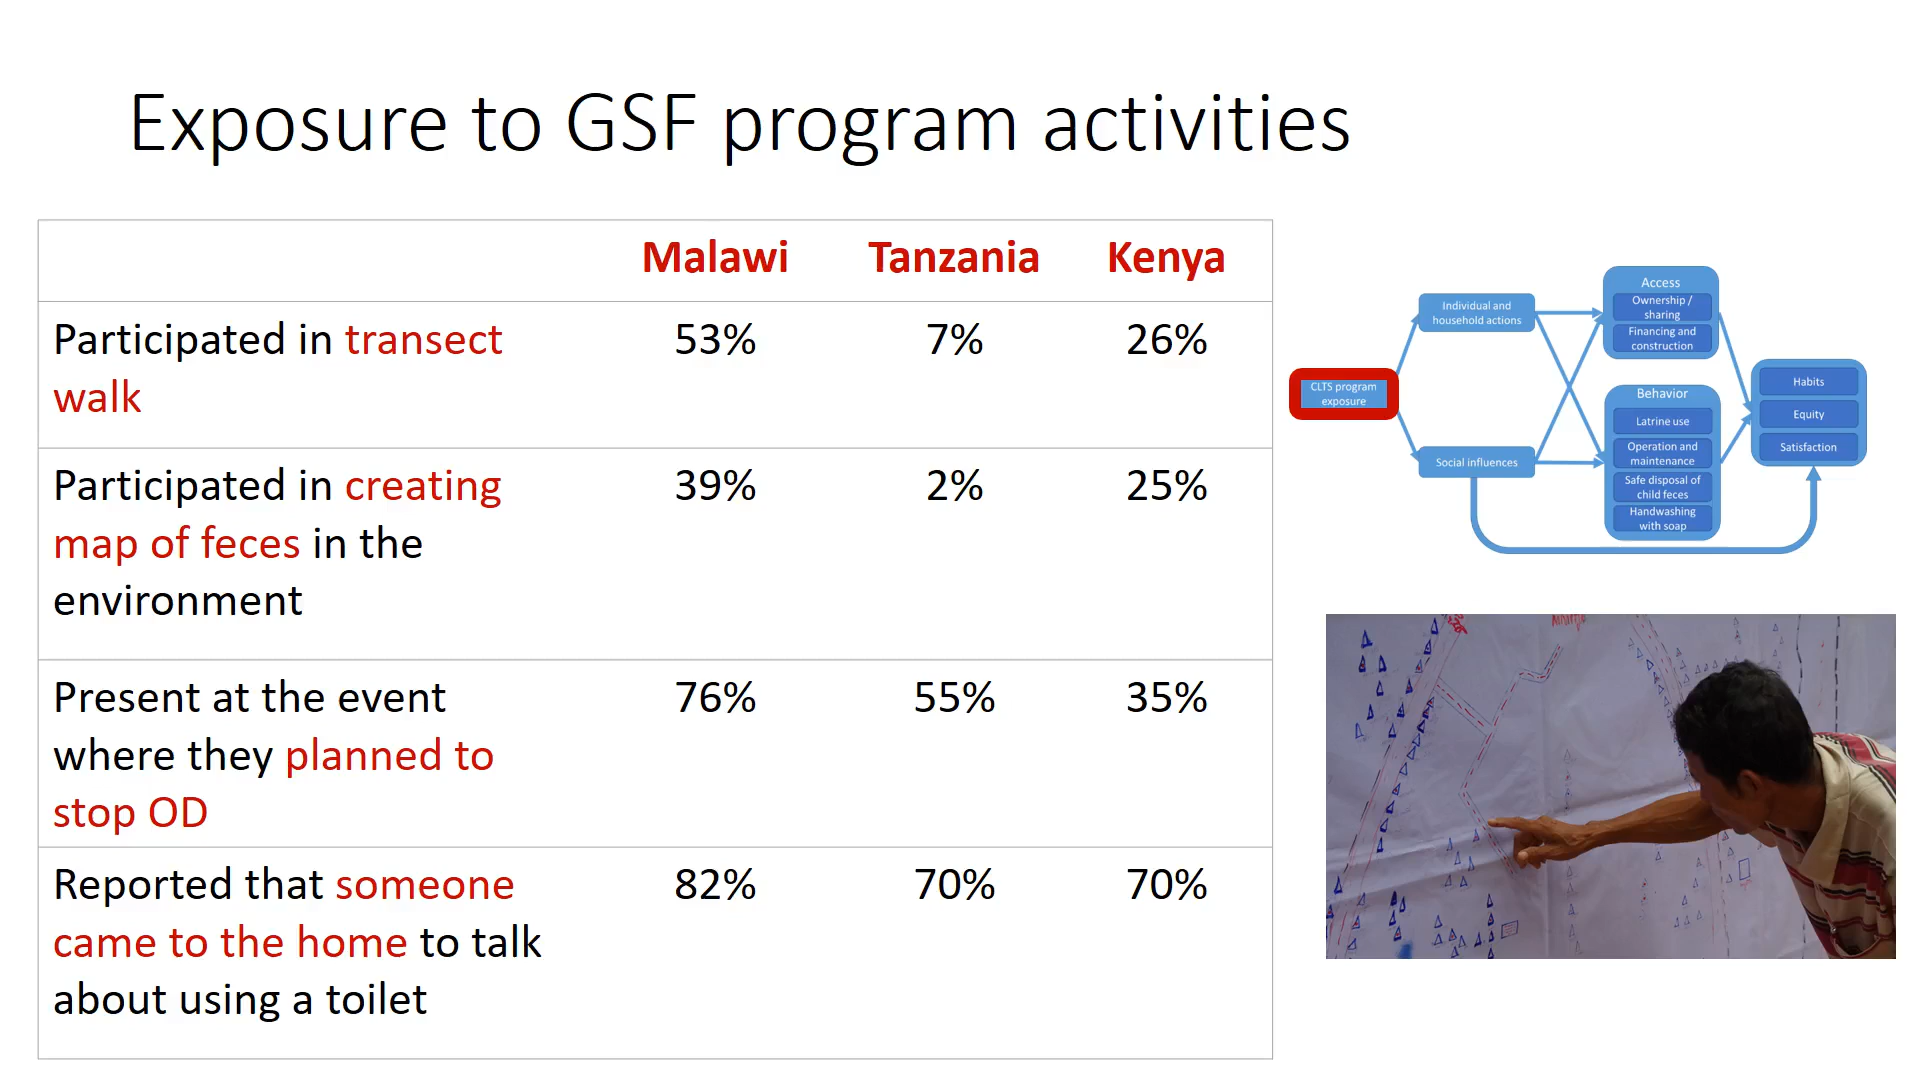 Exposure to GSF program activities
Malawi Tanzania Kenya
Participated in transect 53% 7% 26%
walk
Participated in creating 39% 2% 25%
map of feces in the
environment
Present at the event 76% 55% 35%
where they planned to
stop OD
Reported that someone 82% 70% 70%
came to the home to talk
about using a toilet
CLTS program
exposure
Individual and
household actions
Social influences
Access
Ownership /
sharing
Financing and
construction
Behavior
Latrine use
Operation and
maintenance
Safe disposal of
child feces
Handwashing
with soap
Habits
Equity
Satisfaction